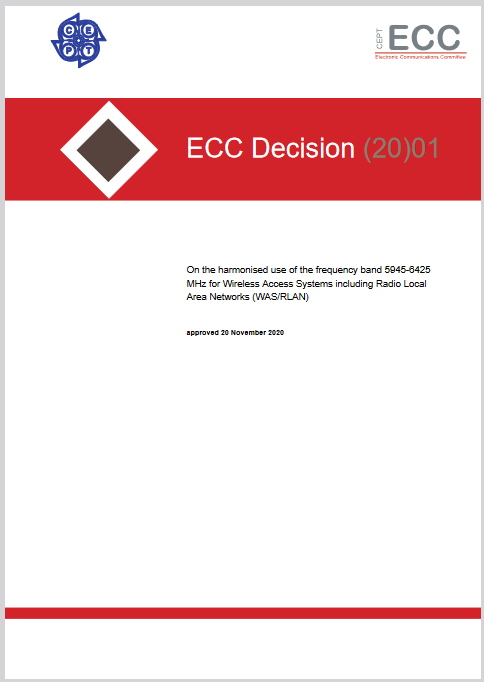 CEPT
CEPT
ECC
Electronic Communications Committee
ECC Decision (20)01
On the harmonised use of the frequency band 5945-6425
MHz for Wireless Access Systems including Radio Local
Area Networks (WAS/RLAN)
approved 20 November 2020